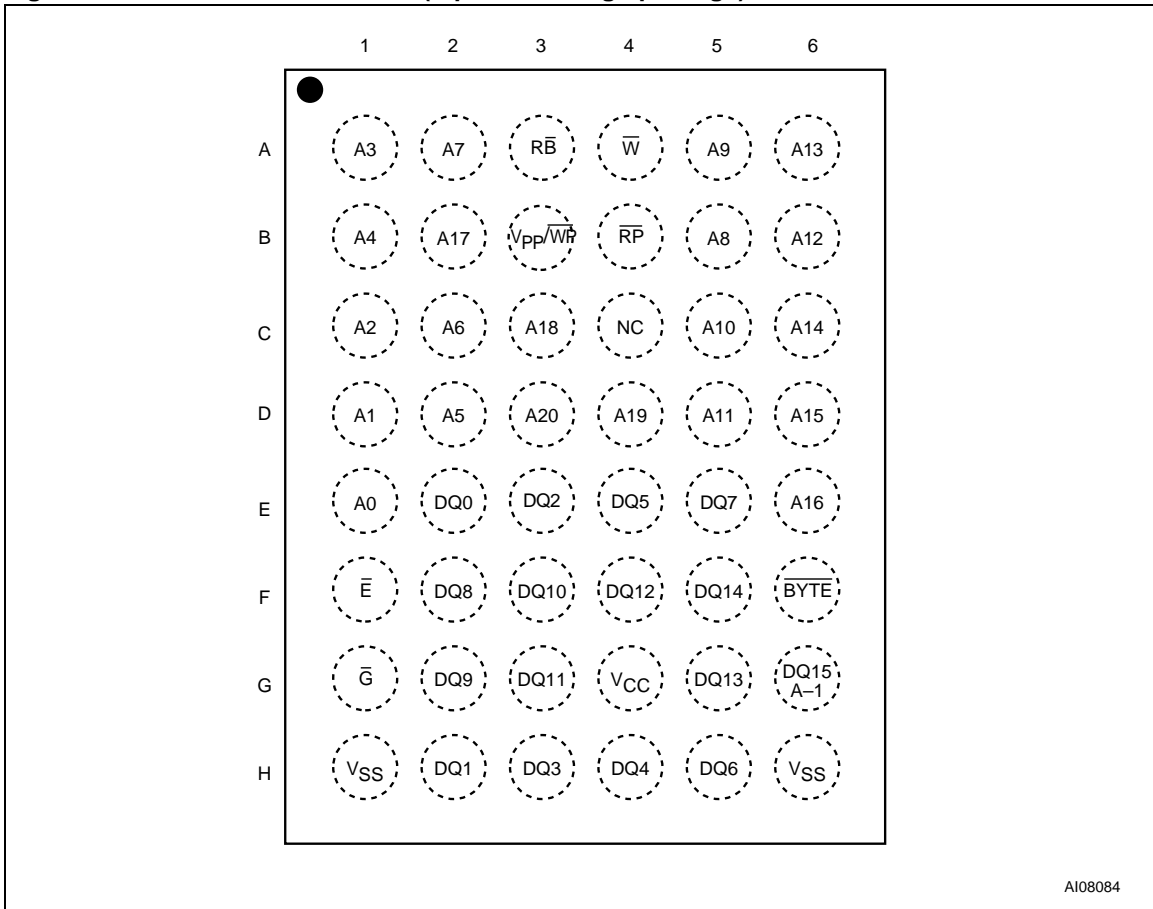 1 2 3 4 5 6
A A3 A7 RB̅ W̅ A9 A13
B A4 A17 VPP/W̅P̅ R̅P̅ A8 A12
C A2 A6 A18 NC A10 A14
D A1 A5 A20 A19 A11 A15
E A0 DQ0 DQ2 DQ5 DQ7 A16
F E̅ DQ8 DQ10 DQ12 DQ14 B̅Y̅T̅E̅
G G̅ DQ9 DQ11 VCC DQ13 DQ15
A–1
H VSS DQ1 DQ3 DQ4 DQ6 VSS
AI08084